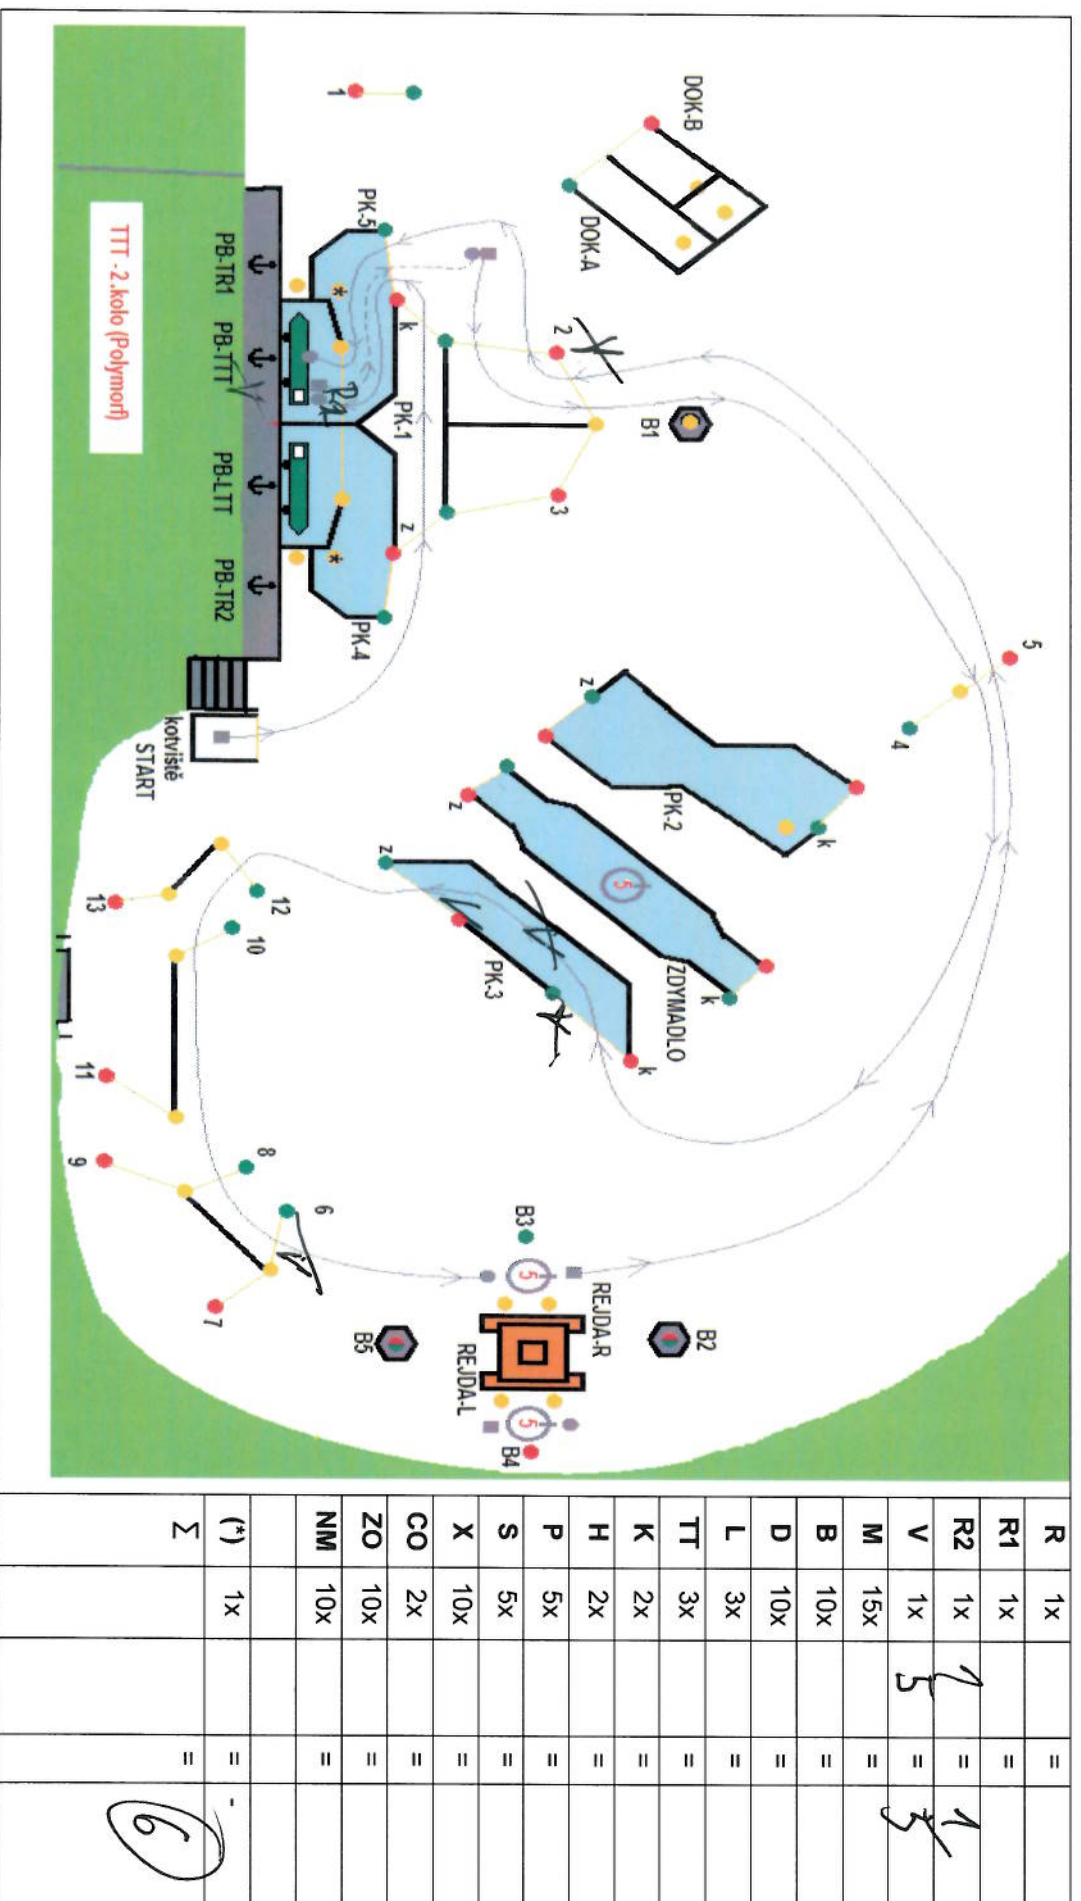 1
DOK-B
DOK-A
PK-5
k
2
B1
3
5
4
PK-1
z
PK-4
PB-TR1
PB-TTT
PB-LTT
PB-TR2
TTT - 2.kolo (Polymorf)
kotviště
START
z
PK-2
k
z
5
ZDYMADLO
k
z
PK-3
k
13
12
10
11
9
8
6
7
B3
5
REJDA-R
B2
B5
REJDA-L
5
B4
R 1x =
R1 1x =
R2 1x 1 = 1
V 1x 5 = 5
M 15x =
B 10x =
D 10x =
L 3x =
TT 3x =
K 2x =
H 2x =
P 5x =
S 5x =
X 10x =
CO 2x =
ZO 10x =
NM 10x =
(*) 1x = -
Σ = 6